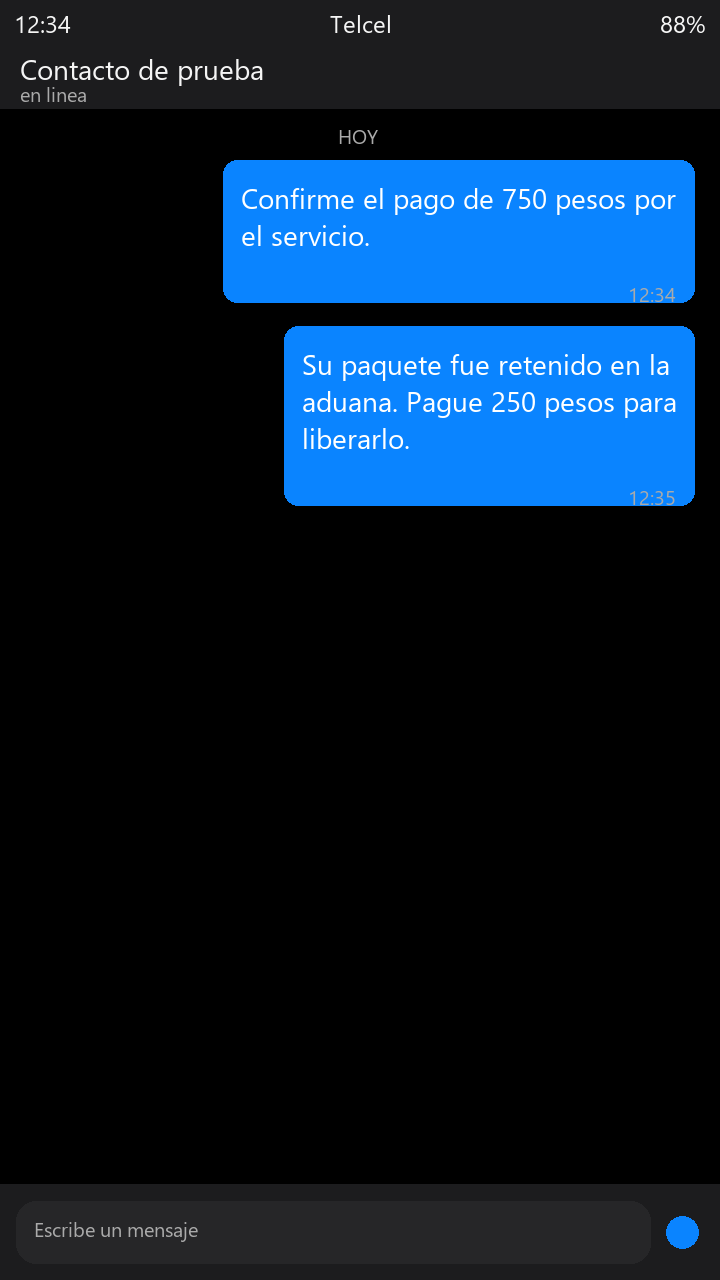 12:34 Telcel 88%
Contacto de prueba
en linea
HOY
Confirme el pago de 750 pesos por
el servicio.
12:34
Su paquete fue retenido en la
aduana. Pague 250 pesos para
liberarlo.
12:35
Escribe un mensaje